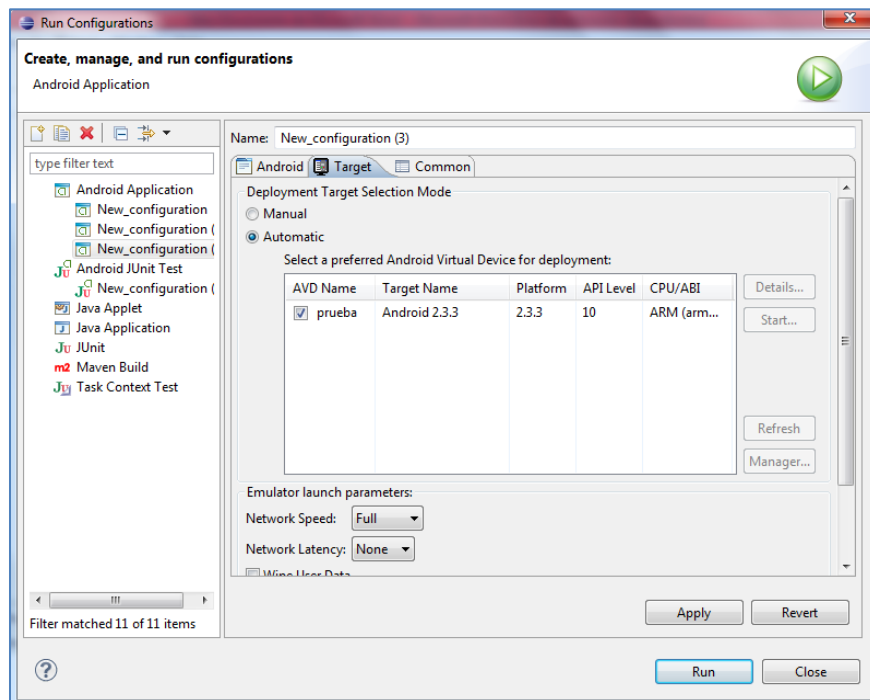 Run Configurations
Create, manage, and run configurations
Android Application
type filter text
Android Application
New_configuration
New_configuration (
New_configuration (
Android JUnit Test
New_configuration (
Java Applet
Java Application
JUnit
m2 Maven Build
Task Context Test
Filter matched 11 of 11 items
Name: New_configuration (3)
Android Target Common
Deployment Target Selection Mode
Manual
Automatic
Select a preferred Android Virtual Device for deployment:
AVD Name Target Name Platform API Level CPU/ABI
prueba Android 2.3.3 2.3.3 10 ARM (arm...
Details...
Start...
Refresh
Manager...
Emulator launch parameters:
Network Speed: Full
Network Latency: None
Wipe User Data
Apply Revert
Run Close